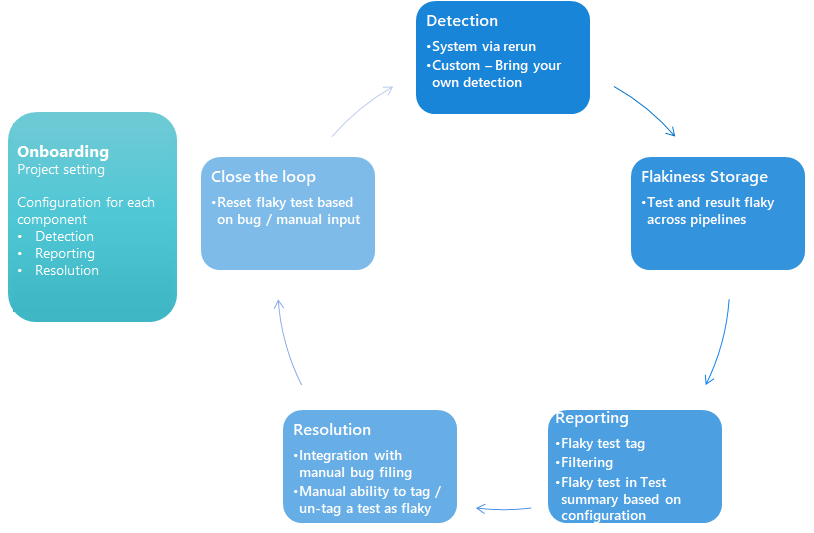 Detection
•System via rerun
•Custom – Bring your
own detection
Onboarding
Project setting
Configuration for each
component
• Detection
• Reporting
• Resolution
Close the loop
•Reset flaky test based
on bug / manual input
Flakiness Storage
•Test and result flaky
across pipelines
Resolution
•Integration with
manual bug filing
•Manual ability to tag /
un-tag a test as flaky
Reporting
•Flaky test tag
•Filtering
•Flaky test in Test
summary based on
configuration